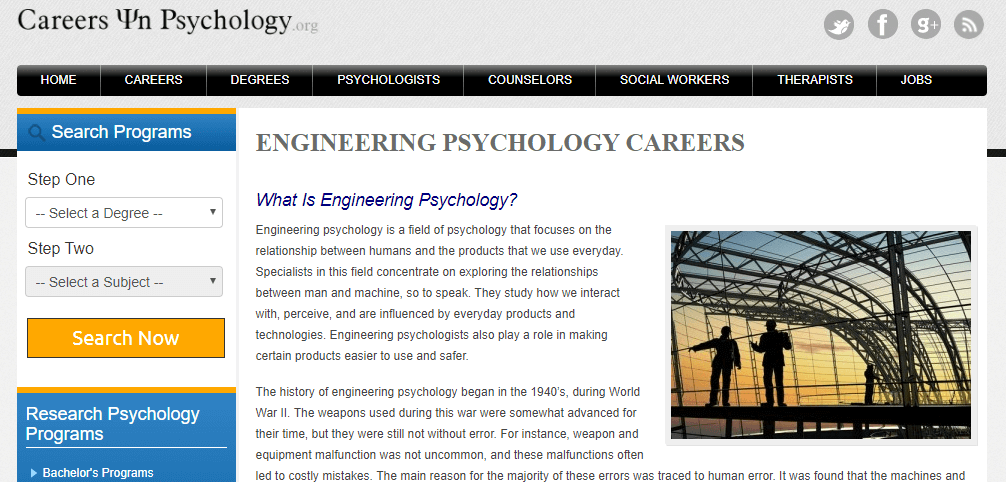 Careers Ψn Psychology.org
HOME CAREERS DEGREES PSYCHOLOGISTS COUNSELORS SOCIAL WORKERS THERAPISTS JOBS
Search Programs
Step One
-- Select a Degree --
Step Two
-- Select a Subject --
Search Now
Research Psychology
Programs
Bachelor's Programs
ENGINEERING PSYCHOLOGY CAREERS
What Is Engineering Psychology?
Engineering psychology is a field of psychology that focuses on the
relationship between humans and the products that we use everyday.
Specialists in this field concentrate on exploring the relationships
between man and machine, so to speak. They study how we interact
with, perceive, and are influenced by everyday products and
technologies. Engineering psychologists also play a role in making
certain products easier to use and safer.
The history of engineering psychology began in the 1940's, during World
War II. The weapons used during this war were somewhat advanced for
their time, but they were still not without error. For instance, weapon and
equipment malfunction was not uncommon, and these malfunctions often
led to costly mistakes. The main reason for the majority of these errors was traced to human error. It was found that the machines and